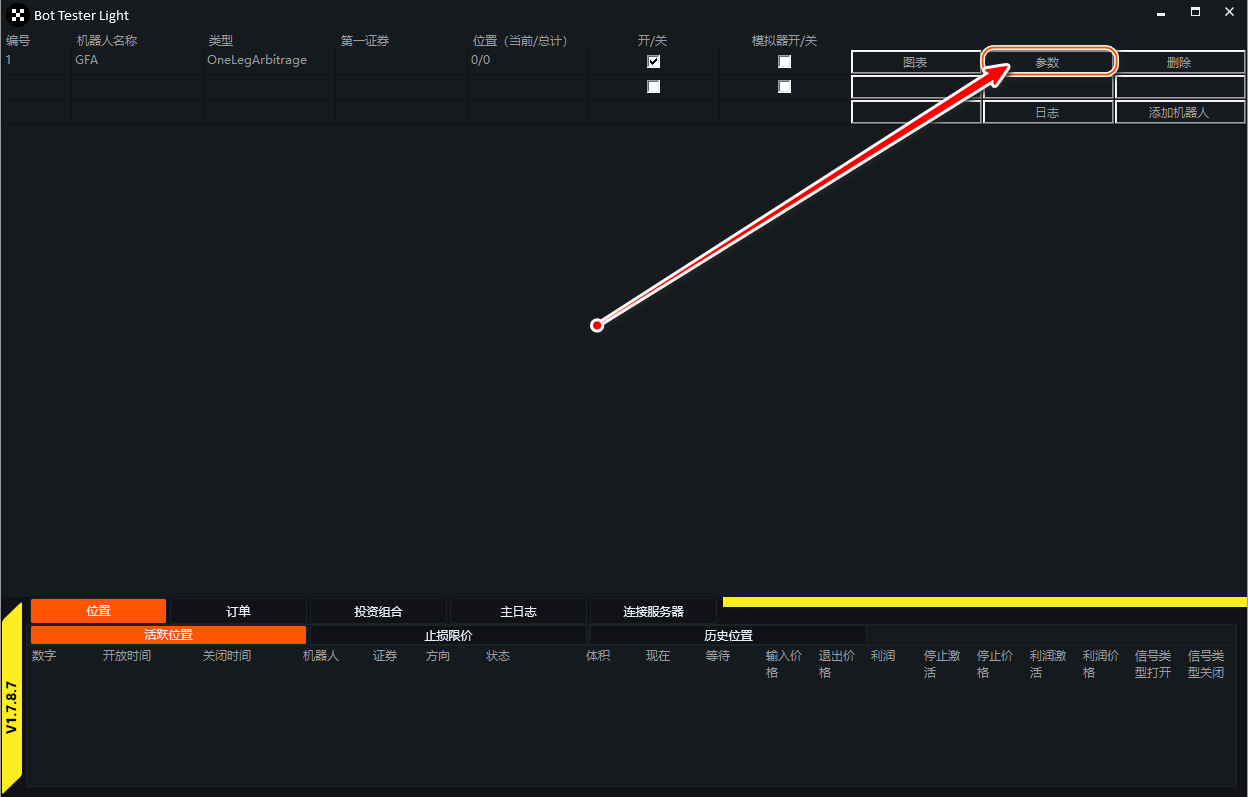 Bot Tester Light
编号 机器人名称 类型 第一证券 位置（当前/总计） 开/关 模拟器开/关
1 GFA OneLegArbitrage 0/0 图表 参数 删除
日志 添加机器人
位置 订单 投资组合 主日志 连接服务器
活跃位置 止损限价 历史位置
数字 开放时间 关闭时间 机器人 证券 方向 状态 体积 现在 等待 输入价格 退出价格 利润 停止激活 停止价格 利润激活 利润价格 信号类型打开 信号类型关闭
V1.7.8.7